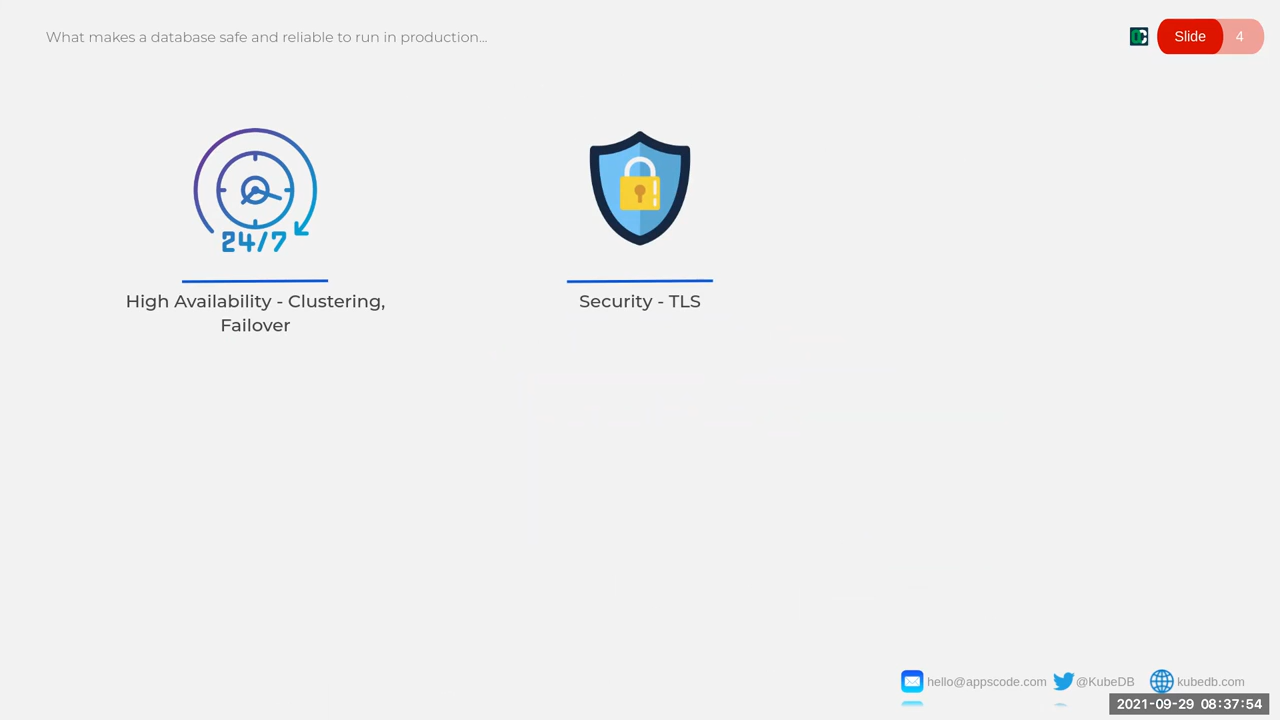 What makes a database safe and reliable to run in production...
Slide 4
24/7
High Availability - Clustering,
Failover
Security - TLS
hello@appscode.com @KubeDB kubedb.com
2021-09-29 08:37:54